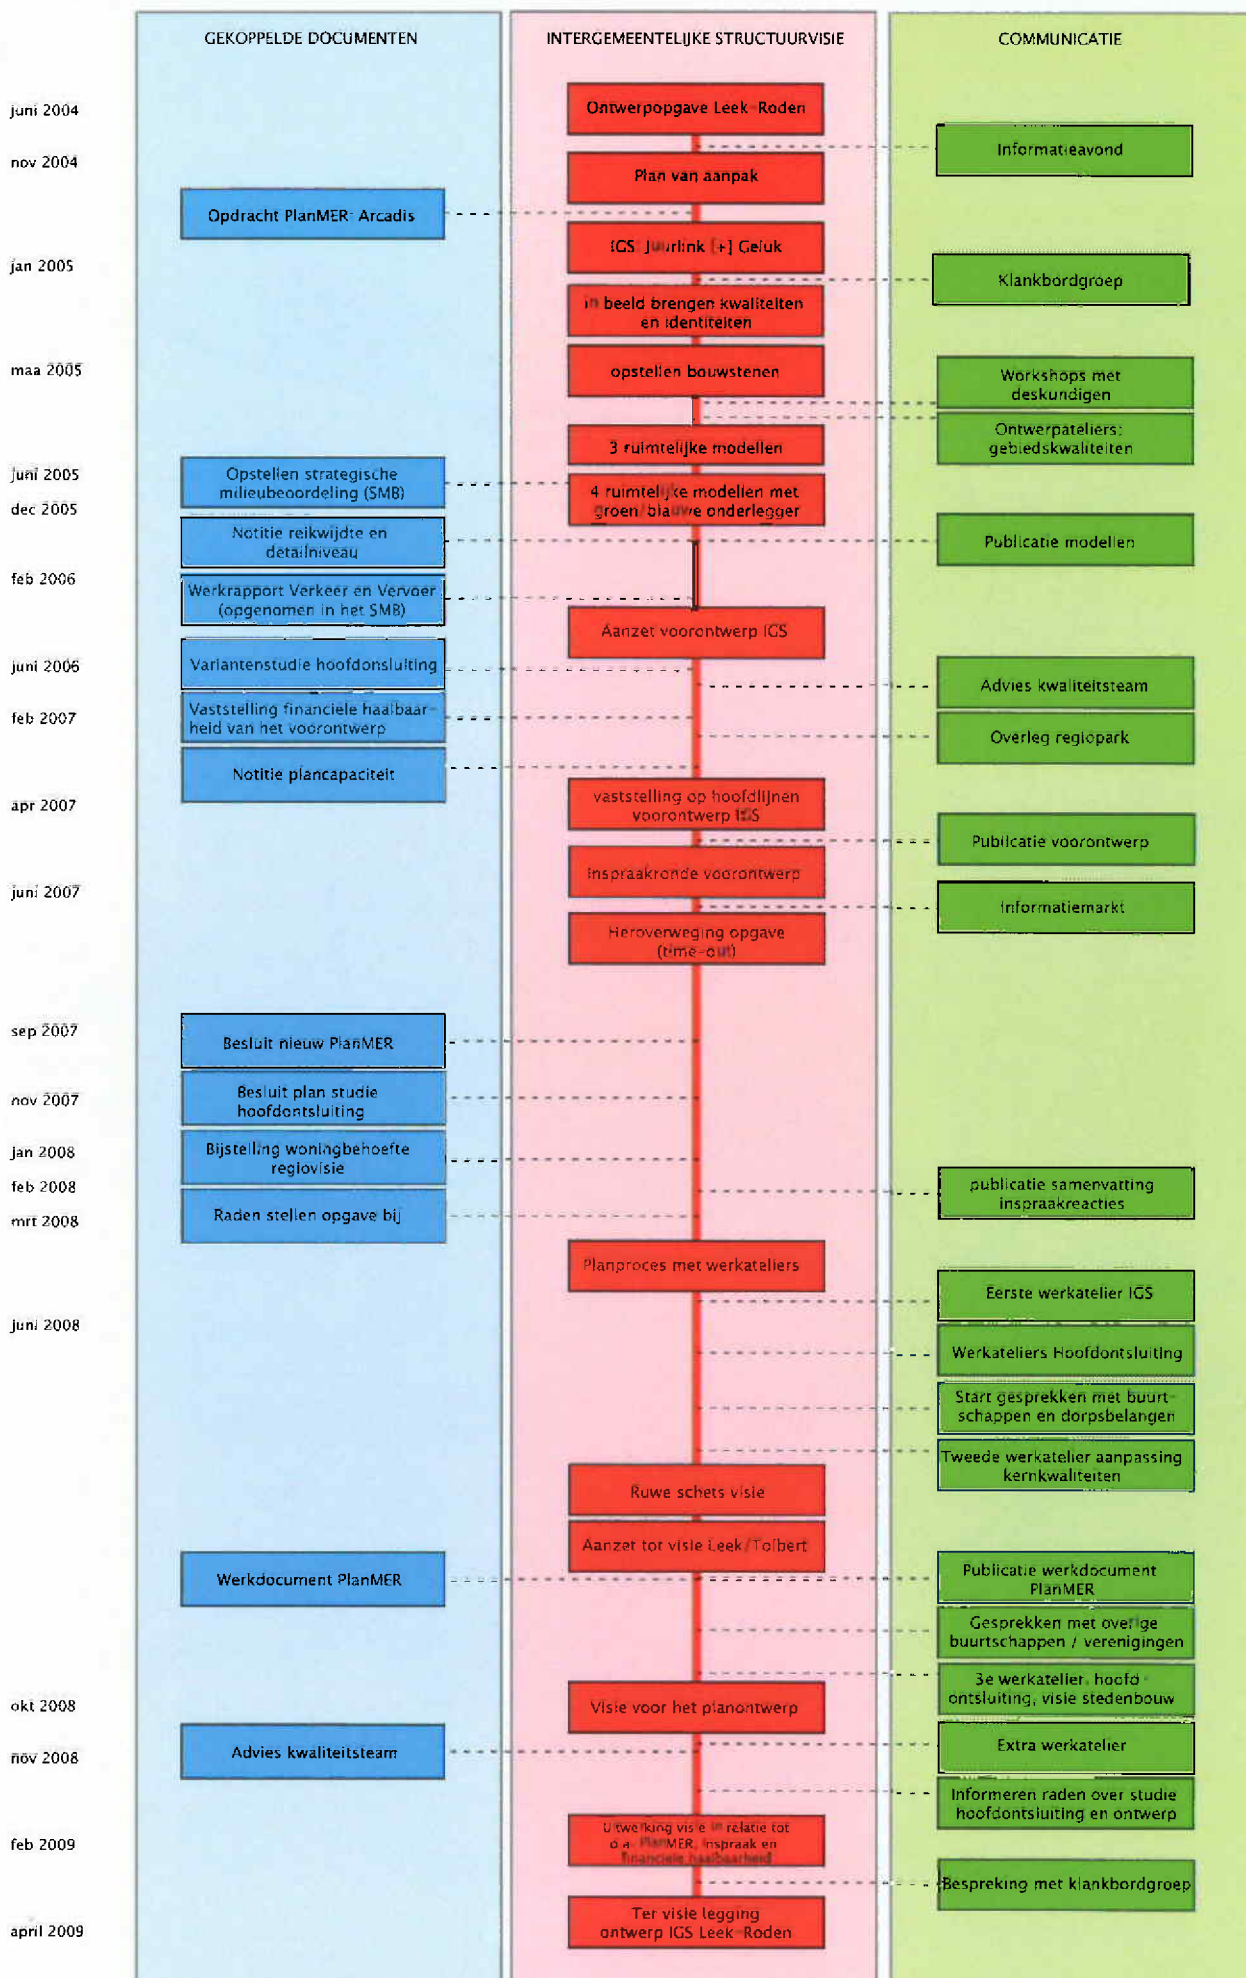 GEKOPPELDE DOCUMENTEN
INTERGEMEENTELIJKE STRUCTUURVISIE
COMMUNICATIE
juni 2004
Ontwerpopgave Leek-Roden
Informatieavond
nov 2004
Plan van aanpak
Opdracht PlanMER: Arcadis
IGS: Juurlink [+] Geluk
jan 2005
Klankbordgroep
in beeld brengen kwaliteiten
en identiteiten
maa 2005
opstellen bouwstenen
Workshops met
deskundigen
Ontwerpateliers:
gebiedskwaliteiten
3 ruimtelijke modellen
juni 2005
Opstellen strategische
milieubeoordeling (SMB)
4 ruimtelijke modellen met
groen/blauwe onderlegger
dec 2005
Notitie reikwijdte en
detailniveau
Publicatie modellen
feb 2006
Werkrapport Verkeer en Vervoer
(opgenomen in het SMB)
Aanzet voorontwerp IGS
juni 2006
Variantenstudie hoofdonsluiting
Advies kwaliteitsteam
feb 2007
Vaststelling financiële haalbaar-
heid van het voorontwerp
Overleg regiopark
Notitie plancapaciteit
apr 2007
vaststelling op hoofdlijnen
voorontwerp IGS
Publicatie voorontwerp
Inspraakronde voorontwerp
juni 2007
Informatiemarkt
Heroverweging opgave
(time-out)
sep 2007
Besluit nieuw PlanMER
nov 2007
Besluit plan studie
hoofdontsluiting
jan 2008
Bijstelling woningbehoefte
regiovisie
feb 2008
publicatie samenvatting
inspraakreacties
mrt 2008
Raden stellen opgave bij
Planproces met werkateliers
Eerste werkatelier IGS
juni 2008
Werkateliers Hoofdontsluiting
Start gesprekken met buurt-
schappen en dorpsbelangen
Tweede werkatelier aanpassing
kernkwaliteiten
Ruwe schets visie
Aanzet tot visie Leek/Tolbert
Werkdocument PlanMER
Publicatie werkdocument
PlanMER
Gesprekken met overige
buurtschappen / verenigingen
3e werkatelier, hoofd-
ontsluiting, visie stedenbouw
okt 2008
Visie voor het planontwerp
Advies kwaliteitsteam
Extra werkatelier
nov 2008
Informeren raden over studie
hoofdontsluiting en ontwerp
Uitwerking visie in relatie tot
o.a. PlanMER, inspraak en
financiele haalbaarheid
feb 2009
Bespreking met klankbordgroep
Ter visie legging
ontwerp IGS Leek-Roden
april 2009